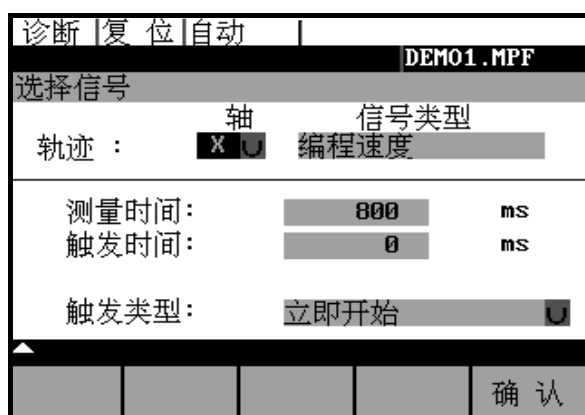 诊断 复 位 自动
DEMO1.MPF
选择信号
轴 信号类型
轨迹 : X 编程速度
测量时间: 800 ms
触发时间: 0 ms
触发类型: 立即开始
确 认